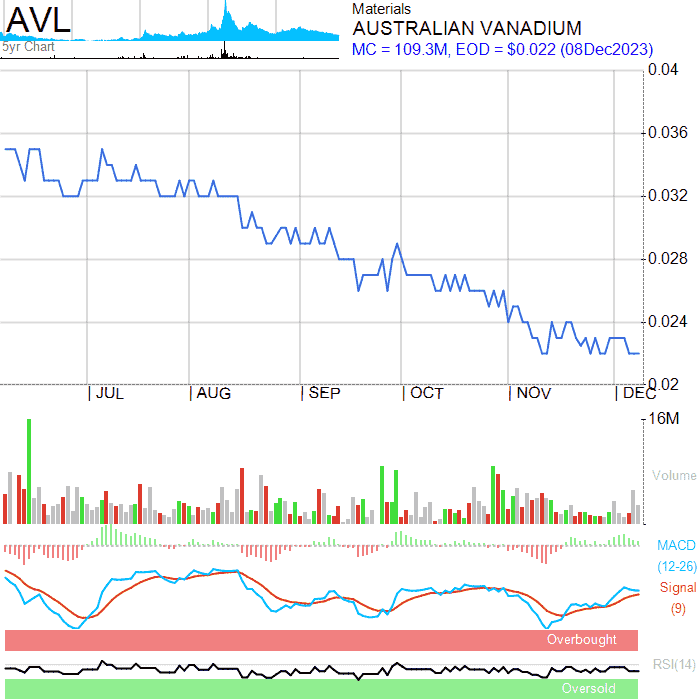 AVL
5yr Chart
Materials
AUSTRALIAN VANADIUM
MC = 109.3M, EOD = $0.022 (08Dec2023)
0.04
0.036
0.032
0.028
0.024
0.02
JUL
AUG
SEP
OCT
NOV
DEC
16M
Volume
MACD
(12-26)
Signal
(9)
Overbought
RSI(14)
Oversold